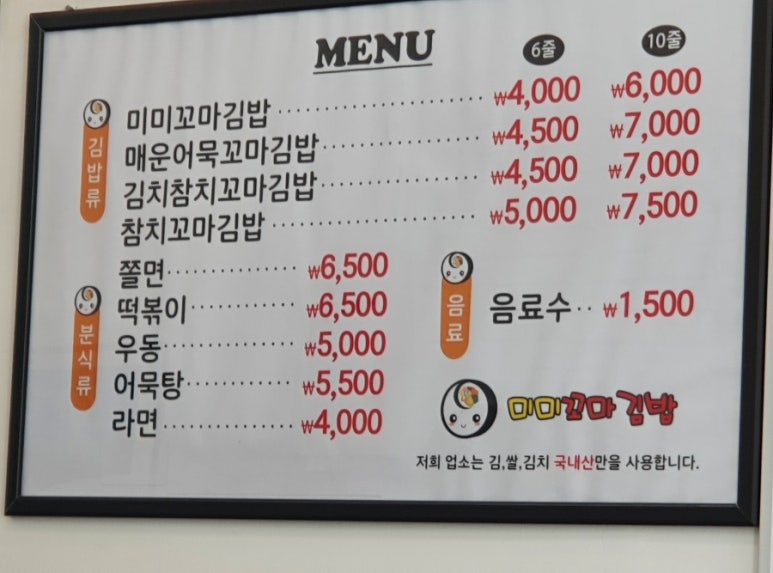 MENU 6줄 10줄
김밥류
미미꼬마김밥 ₩4,000 ₩6,000
매운어묵꼬마김밥 ₩4,500 ₩7,000
김치참치꼬마김밥 ₩4,500 ₩7,000
참치꼬마김밥 ₩5,000 ₩7,500
분식류
쫄면 ₩6,500
떡볶이 ₩6,500
우동 ₩5,000
어묵탕 ₩5,500
라면 ₩4,000
음료
음료수 ₩1,500
미미꼬마김밥
저희 업소는 김,쌀,김치 국내산만을 사용합니다.